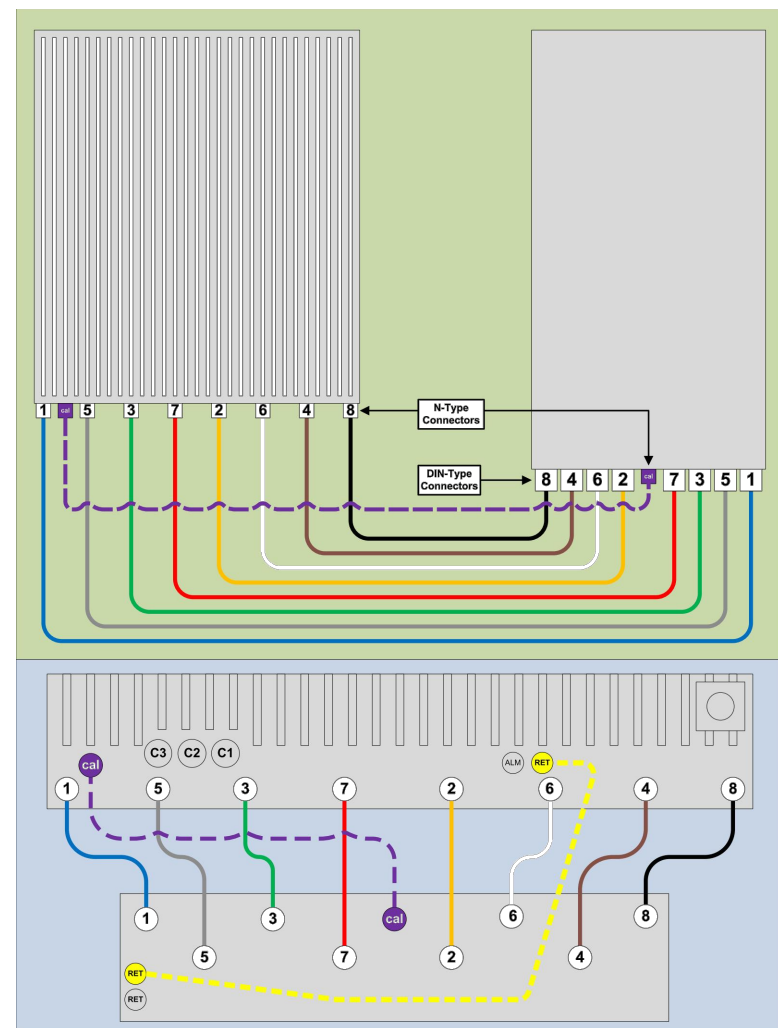 1 cal 5 3 7 2 6 4 8
N-Type
Connectors
DIN-Type
Connectors
8 4 6 2 cal 7 3 5 1
C3 C2 C1
ALM RET
cal
1 5 3 7 2 6 4 8
1 3 cal 6 8
5 7 2 4
RET
RET